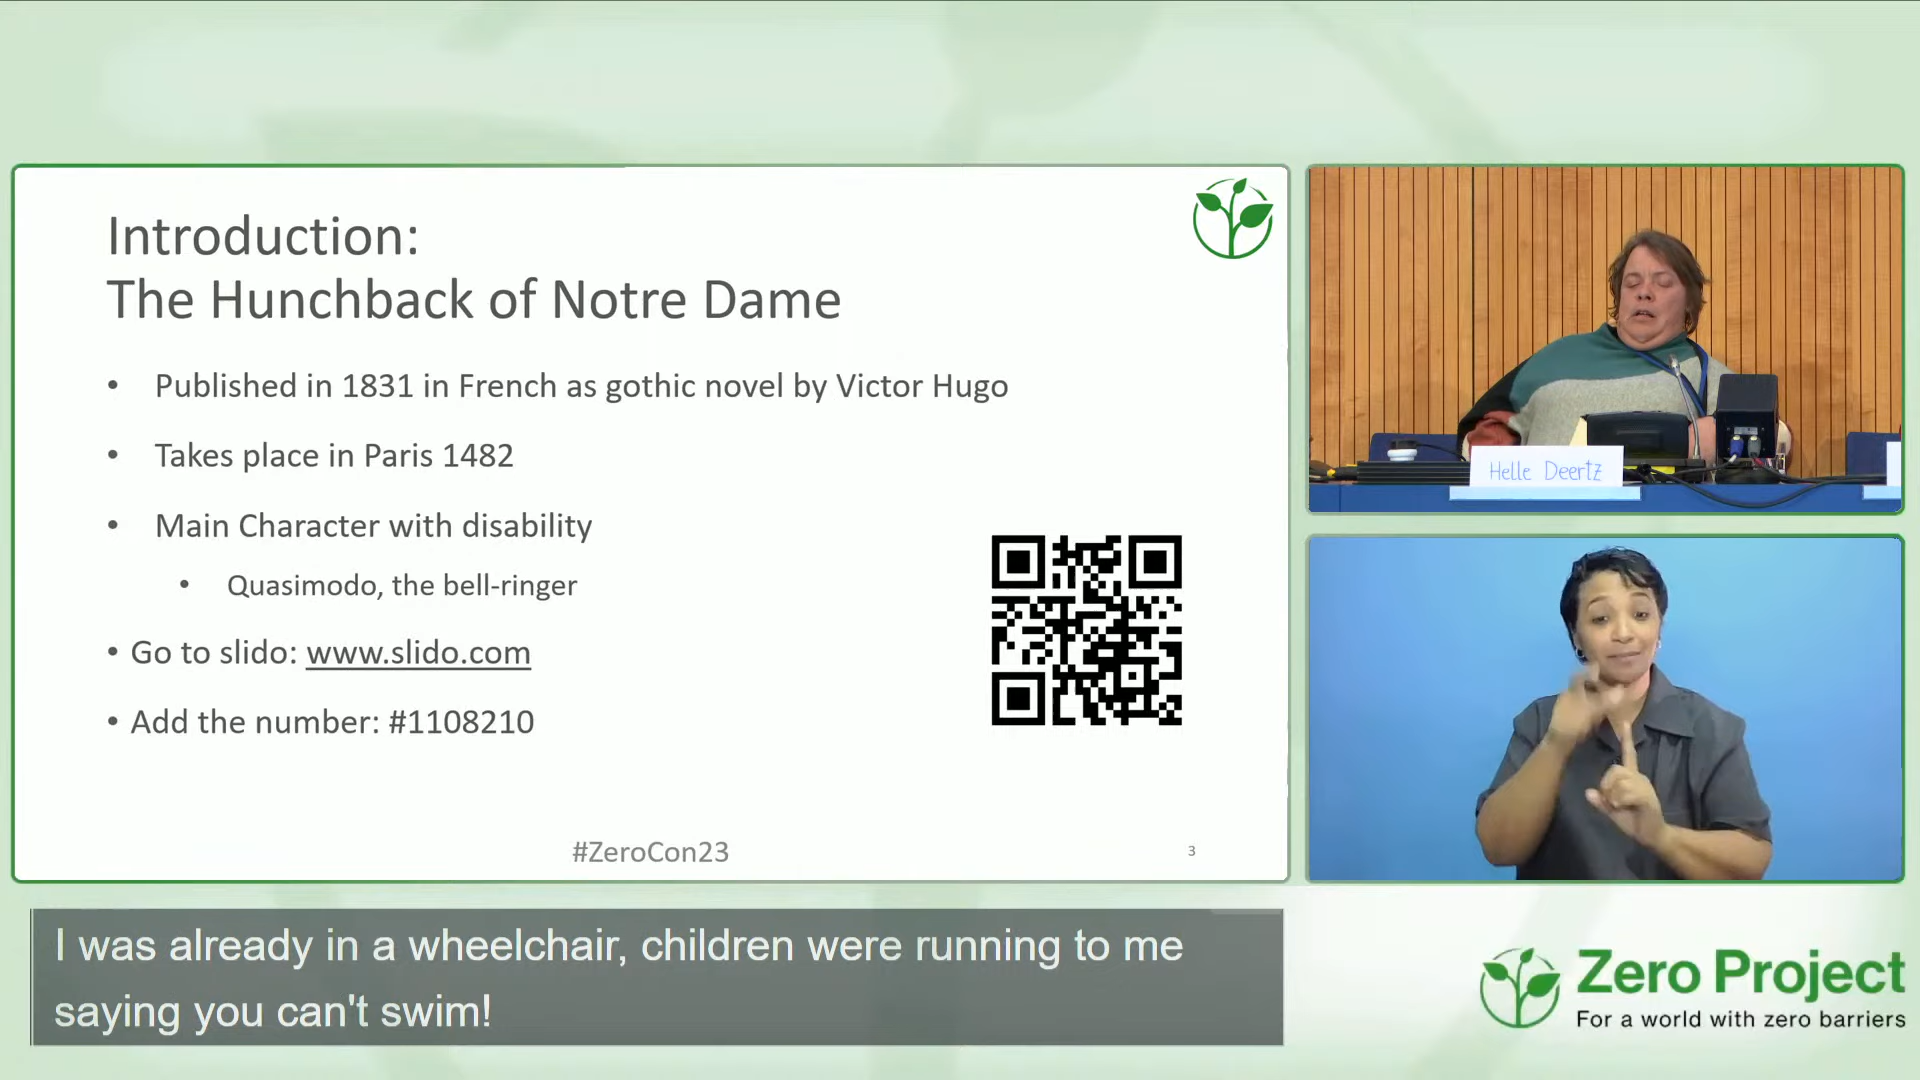 Introduction:
The Hunchback of Notre Dame
• Published in 1831 in French as gothic novel by Victor Hugo
• Takes place in Paris 1482
• Main Character with disability
• Quasimodo, the bell-ringer
• Go to slido: www.slido.com
• Add the number: #1108210
#ZeroCon23
3
Helle Deertz
I was already in a wheelchair, children were running to me
saying you can't swim!
Zero Project
For a world with zero barriers